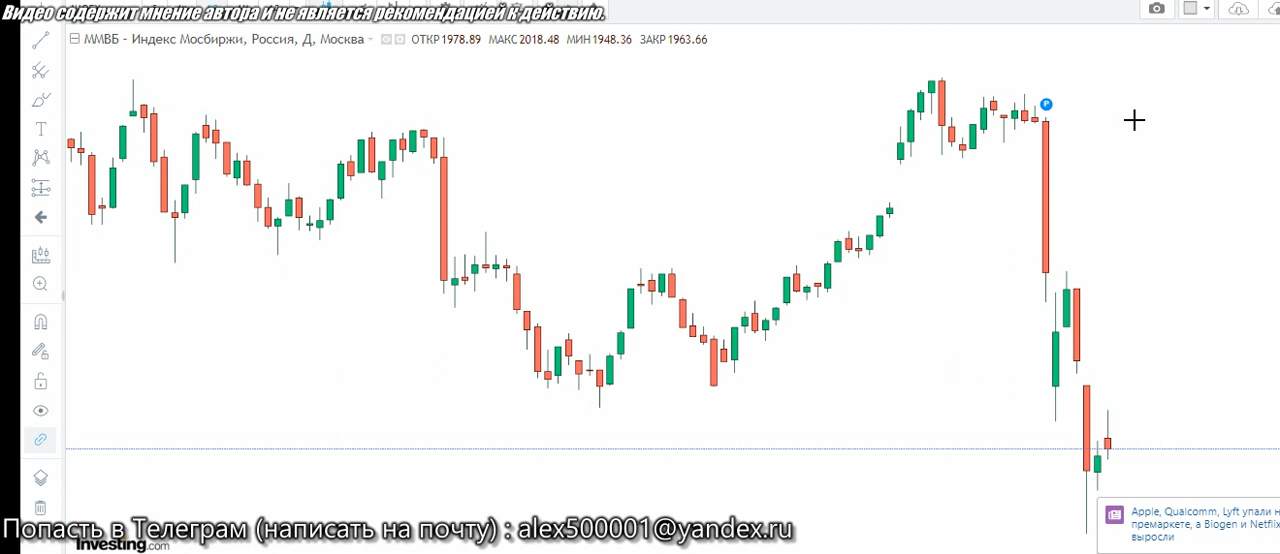 Видео содержит мнение автора и не является рекомендацией к действию.
ММВБ - Индекс Мосбиржи, Россия, Д, Москва ОТКР 1978.89 МАКС 2018.48 МИН 1948.36 ЗАКР 1963.66
P
Apple, Qualcomm, Lyft упали н
премаркете, а Biogen и Netflix
выросли
Попасть в Телеграм (написать на почту) : alex500001@yandex.ru
Investing.com